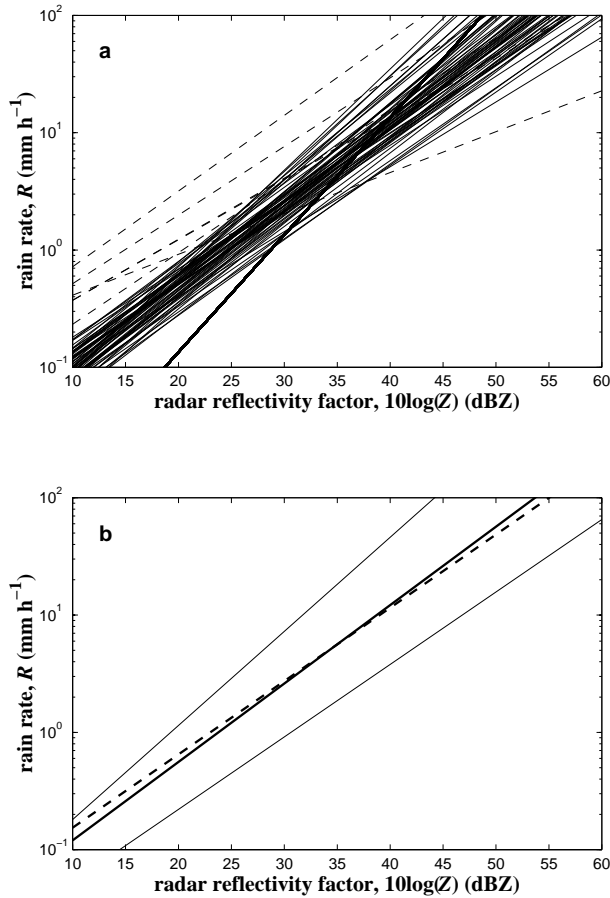 a
10²
10¹
10⁰
10⁻¹
rain rate, R (mm h⁻¹)
10 15 20 25 30 35 40 45 50 55 60
radar reflectivity factor, 10log(Z) (dBZ)
b
10²
10¹
10⁰
10⁻¹
rain rate, R (mm h⁻¹)
10 15 20 25 30 35 40 45 50 55 60
radar reflectivity factor, 10log(Z) (dBZ)